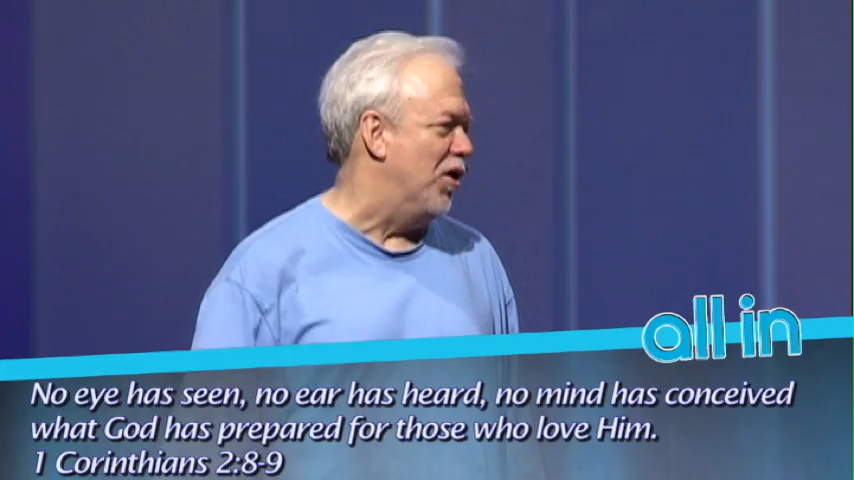 all in
No eye has seen, no ear has heard, no mind has conceived
what God has prepared for those who love Him.
1 Corinthians 2:8-9